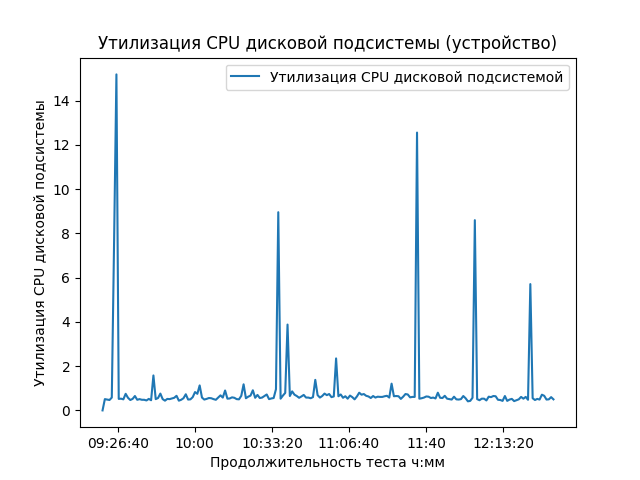 Утилизация CPU дисковой подсистемы (устройство)
Утилизация CPU дисковой подсистемой
Утилизация CPU дисковой подсистемы
14
12
10
8
6
4
2
0
09:26:40 10:00 10:33:20 11:06:40 11:40 12:13:20
Продолжительность теста ч:мм